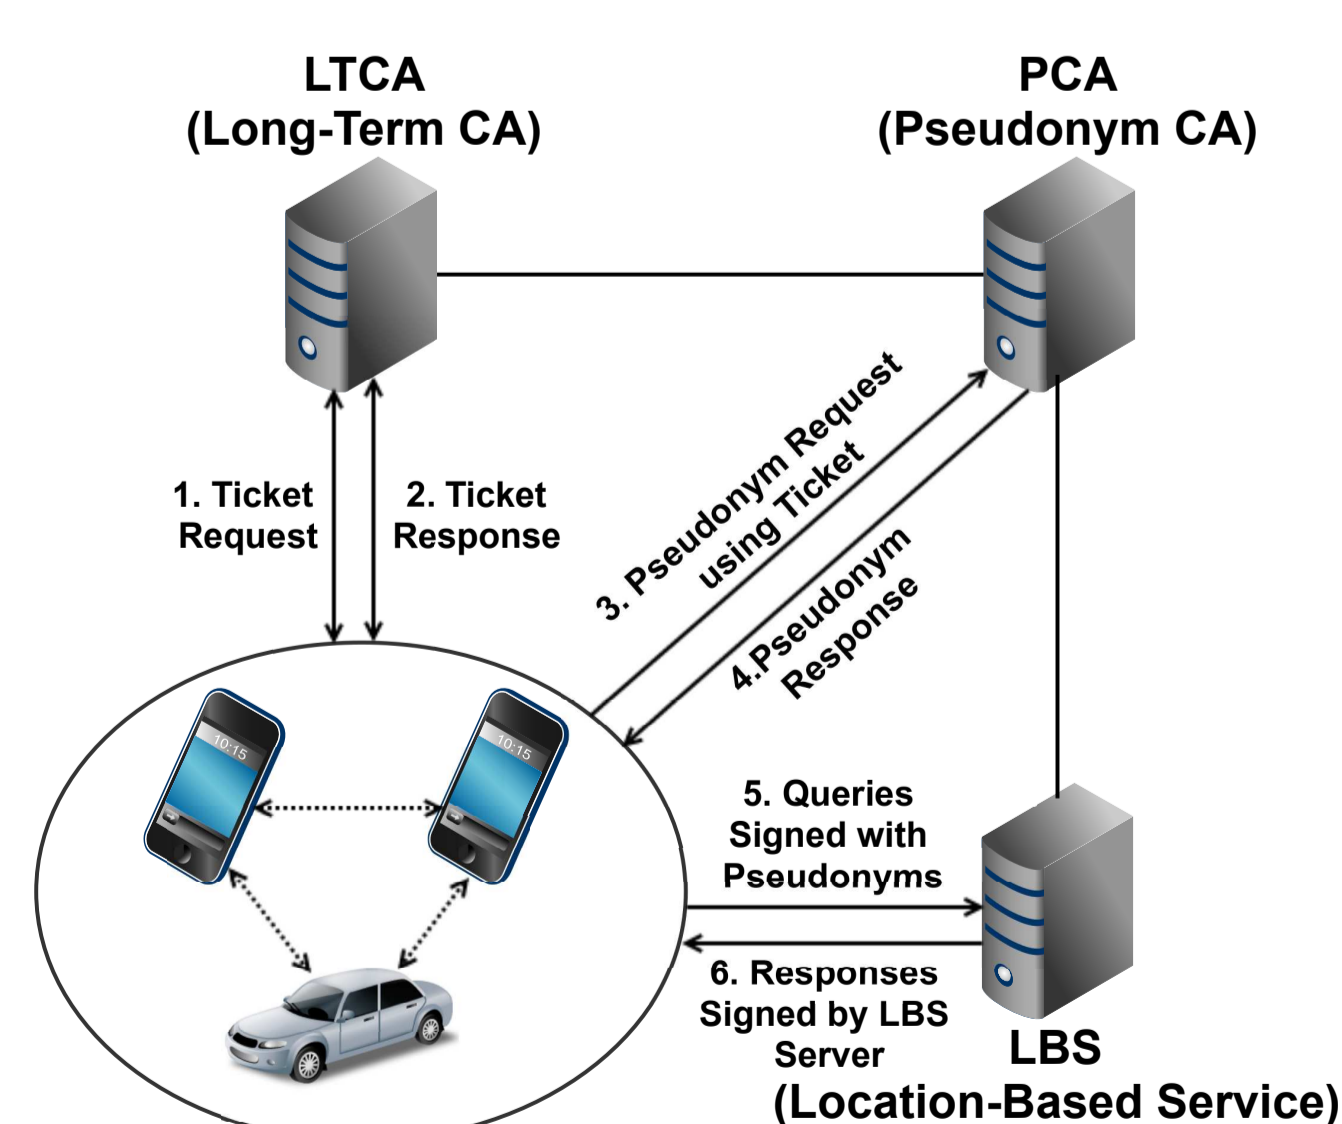 LTCA
(Long-Term CA)
PCA
(Pseudonym CA)
1. Ticket
Request
2. Ticket
Response
3. Pseudonym Request
using Ticket
4.Pseudonym
Response
10:15
10:15
5. Queries
Signed with
Pseudonyms
6. Responses
Signed by LBS
Server
LBS
(Location-Based Service)